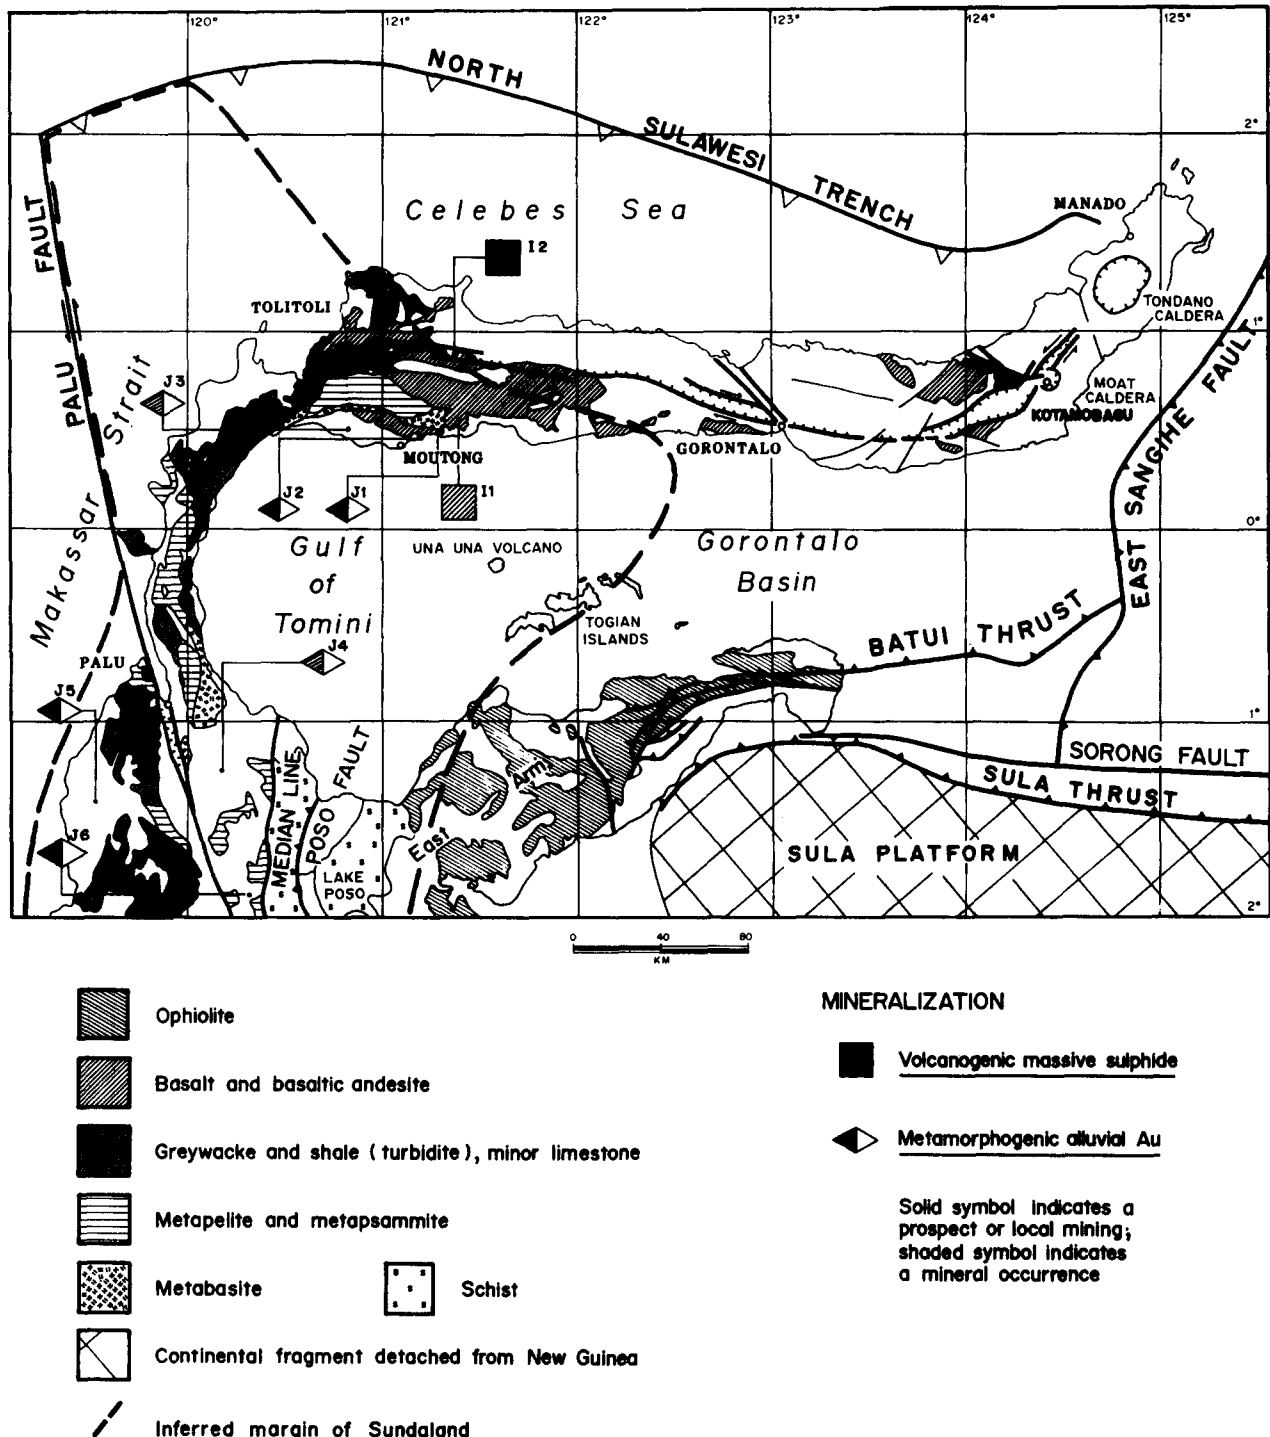 120°
121°
122°
123°
124°
125°
NORTH
SULAWESI
TRENCH
2°
Celebes Sea
MANADO
I2
PALU FAULT
TOLITOLI
TONDANO
CALDERA
1°
J3
MOAT
CALDERA
KOTAMOBAGU
EAST SANGIHE FAULT
Makassar Strait
MOUTONG
GORONTALO
J2
J1
I1
0°
Gulf
of
Tomini
UNA UNA VOLCANO
Gorontalo
Basin
TOGIAN
ISLANDS
BATUI THRUST
PALU
J4
J5
1°
MEDIAN LINE
POSO FAULT
East Arm
SORONG FAULT
SULA THRUST
J6
LAKE
POSO
SULA PLATFORM
2°
0 40 80
KM
Ophiolite
Basalt and basaltic andesite
Greywacke and shale (turbidite), minor limestone
Metapelite and metapsammite
Metabasite
Schist
Continental fragment detached from New Guinea
Inferred margin of Sundaland
MINERALIZATION
Volcanogenic massive sulphide
Metamorphogenic alluvial Au
Solid symbol indicates a
prospect or local mining;
shaded symbol indicates
a mineral occurrence